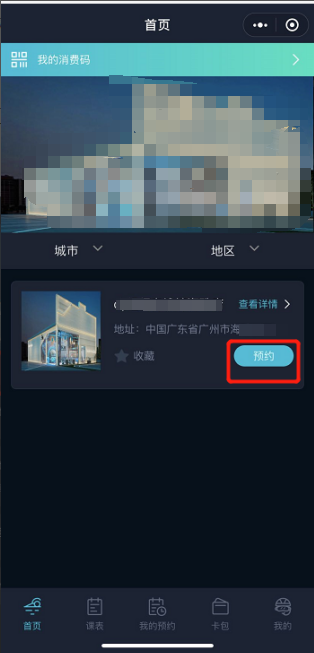 首页
我的消费码
城市
地区
查看详情
地址：中国广东省广州市海
收藏
预约
首页
课表
我的预约
卡包
我的